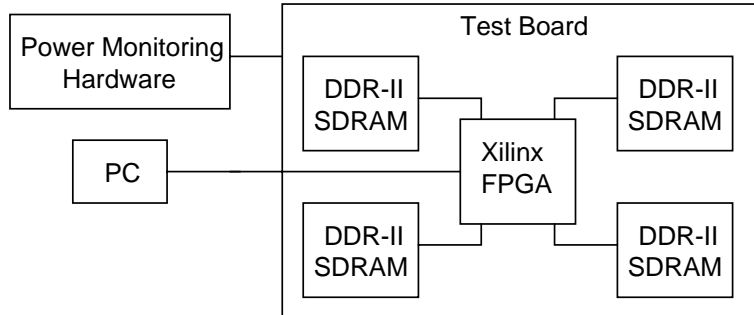 Test Board
Power Monitoring
Hardware
DDR-II
SDRAM
DDR-II
SDRAM
Xilinx
FPGA
PC
DDR-II
SDRAM
DDR-II
SDRAM